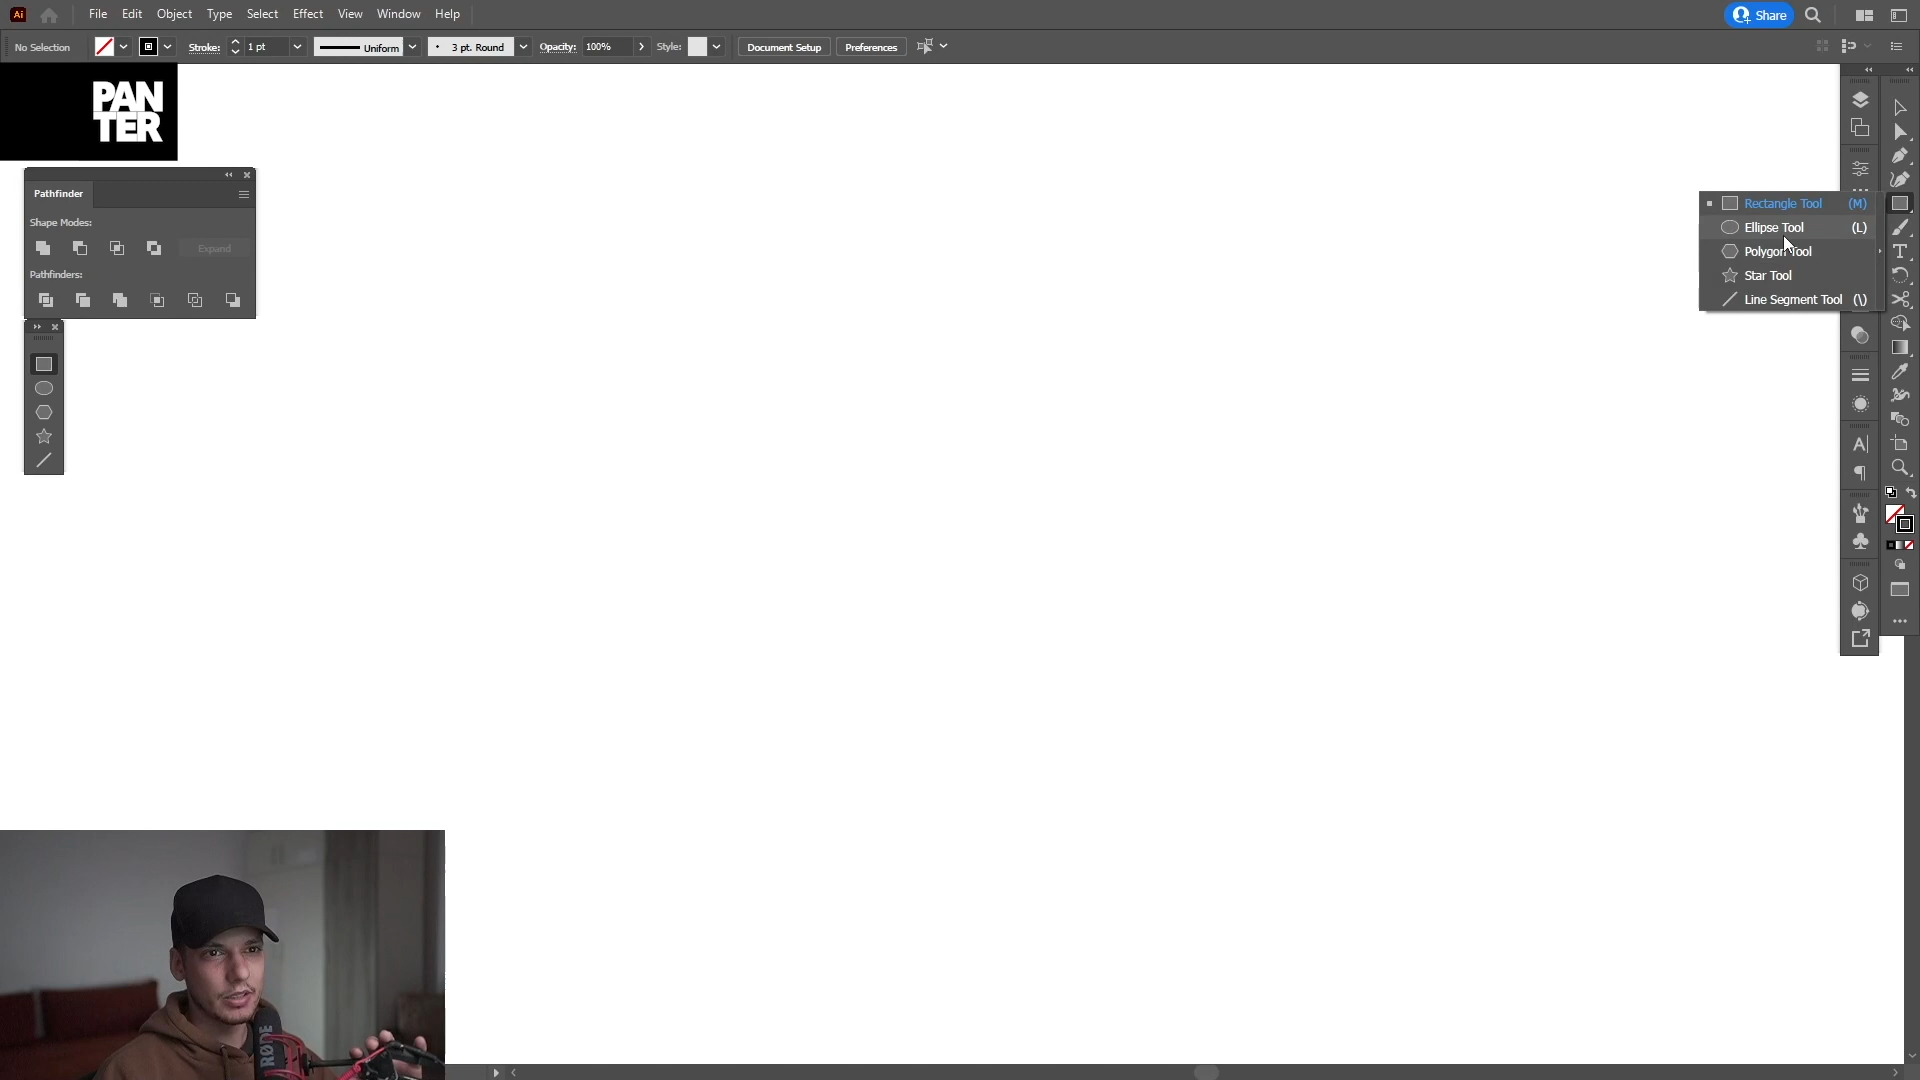 Ai File Edit Object Type Select Effect View Window Help Share
No Selection Stroke: 1 pt Uniform 3 pt. Round Opacity: 100% Style: Document Setup Preferences
PAN
TER
Pathfinder
Shape Modes:
Expand
Pathfinders:
Rectangle Tool (M)
Ellipse Tool (L)
Polygon Tool
Star Tool
Line Segment Tool (\)
RØDE